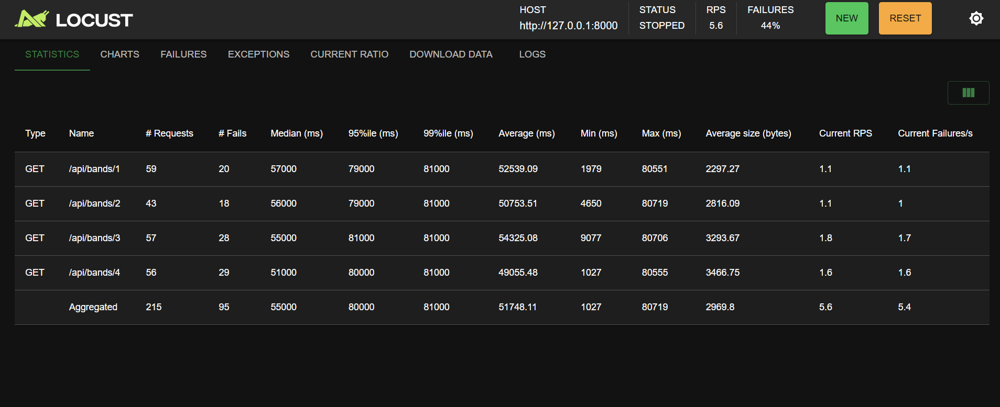 LOCUST
HOST
http://127.0.0.1:8000
STATUS
STOPPED
RPS
5.6
FAILURES
44%
NEW
RESET
STATISTICS CHARTS FAILURES EXCEPTIONS CURRENT RATIO DOWNLOAD DATA LOGS
Type Name # Requests # Fails Median (ms) 95%ile (ms) 99%ile (ms) Average (ms) Min (ms) Max (ms) Average size (bytes) Current RPS Current Failures/s
GET /api/bands/1 59 20 57000 79000 81000 52539.09 1979 80551 2297.27 1.1 1.1
GET /api/bands/2 43 18 56000 79000 81000 50753.51 4650 80719 2816.09 1.1 1
GET /api/bands/3 57 28 55000 81000 81000 54325.08 9077 80706 3293.67 1.8 1.7
GET /api/bands/4 56 29 51000 80000 81000 49055.48 1027 80555 3466.75 1.6 1.6
Aggregated 215 95 55000 80000 81000 51748.11 1027 80719 2969.8 5.6 5.4